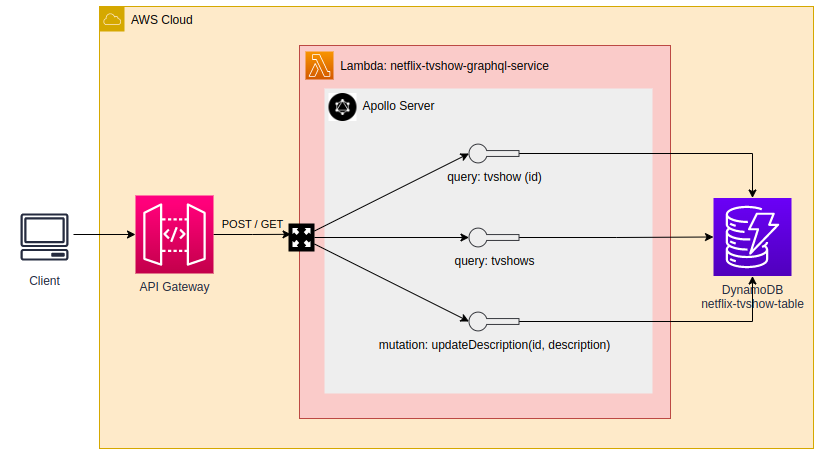 AWS Cloud
Lambda: netflix-tvshow-graphql-service
Apollo Server
query: tvshow (id)
POST / GET
query: tvshows
Client
API Gateway
DynamoDB
netflix-tvshow-table
mutation: updateDescription(id, description)